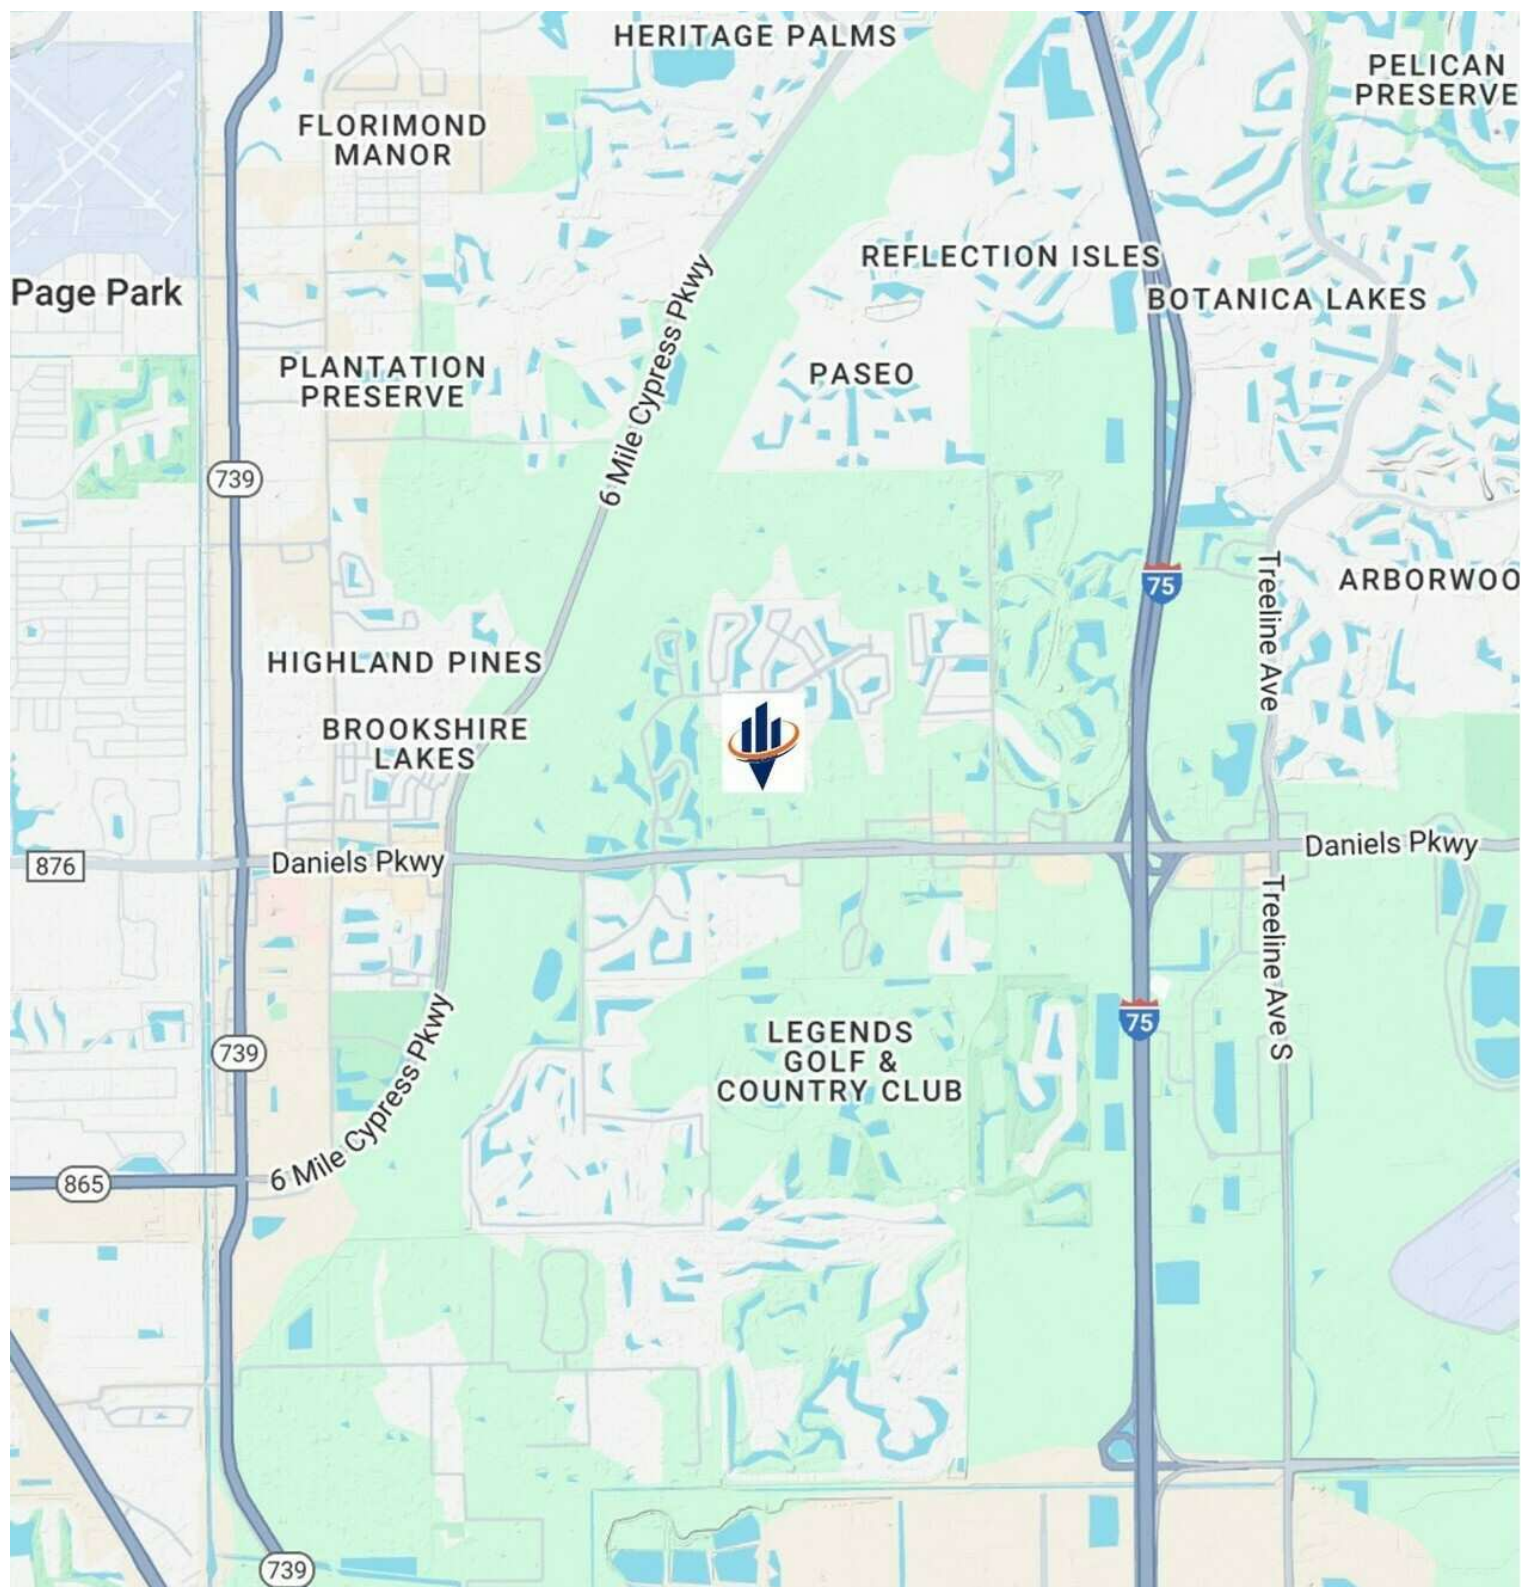 HERITAGE PALMS
PELICAN
PRESERVE
FLORIMOND
MANOR
REFLECTION ISLES
Page Park
BOTANICA LAKES
6 Mile Cypress Pkwy
PLANTATION
PRESERVE
PASEO
739
75
ARBORWOO
Treeline Ave
HIGHLAND PINES
BROOKSHIRE
LAKES
876
Daniels Pkwy
Daniels Pkwy
Treeline Ave S
6 Mile Cypress Pkwy
739
75
LEGENDS
GOLF &
COUNTRY CLUB
865
739